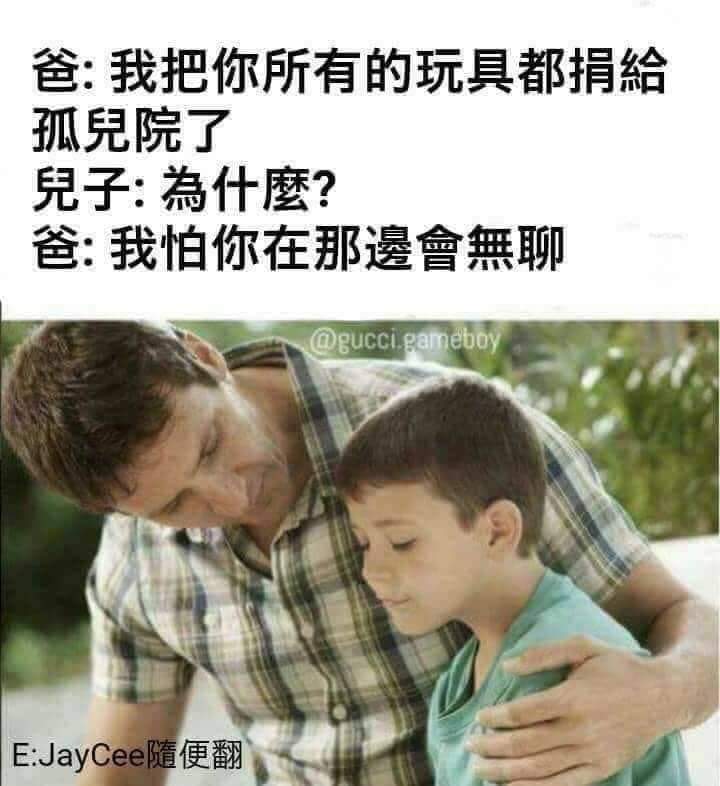 爸: 我把你所有的玩具都捐給
孤兒院了
兒子: 為什麼?
爸: 我怕你在那邊會無聊
@gucci.gameboy
E:JayCee隨便翻